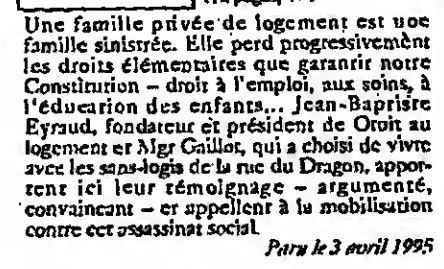 Une famille privée de logement est une
famille sinistrée. Elle perd progressivement
les droits élémentaires que garantit notre
Constitution – droit à l'emploi, aux soins, à
l'éducation des enfants... Jean-Baptiste
Eyraud, fondateur et président de Droit au
logement et Mgr Gaillot, qui a choisi de vivre
avec les sans-logis de la rue du Dragon, appor-
tent ici leur témoignage – argumenté,
convaincant – et appellent à la mobilisation
contre cet assassinat social.
Paru le 3 avril 1995